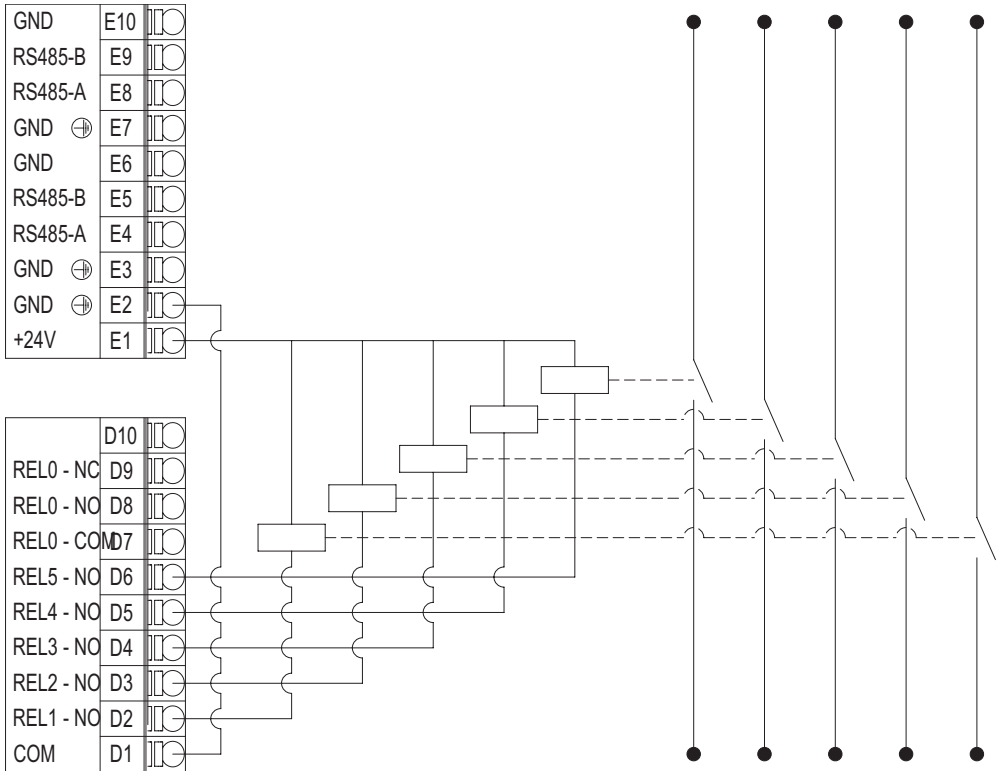 GND E10
RS485-B E9
RS485-A E8
GND E7
GND E6
RS485-B E5
RS485-A E4
GND E3
GND E2
+24V E1
D10
REL0 - NC D9
REL0 - NO D8
REL0 - COM D7
REL5 - NO D6
REL4 - NO D5
REL3 - NO D4
REL2 - NO D3
REL1 - NO D2
COM D1